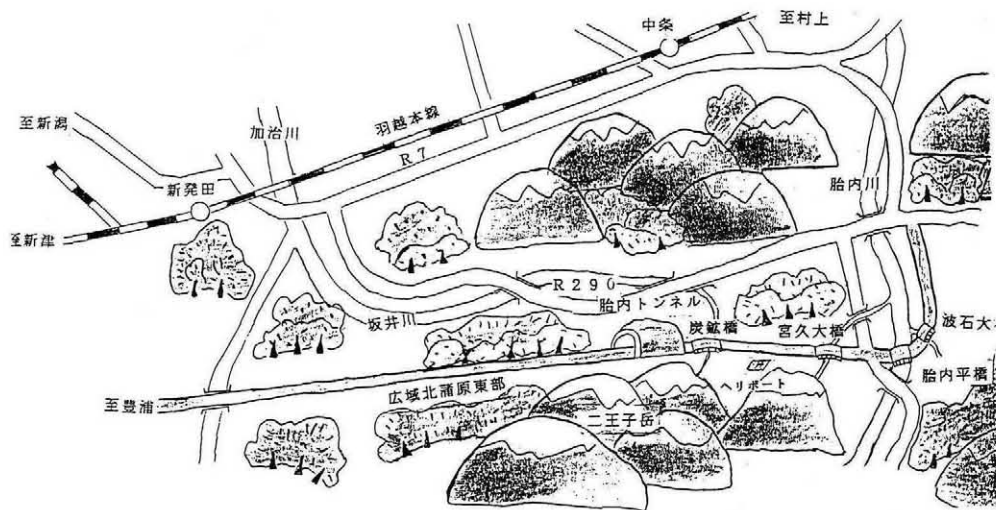 中条
至村上
至新潟
加治川
羽越本線
R7
新発田
胎内川
至新津
R290
胎内トンネル
坂井川
炭鉱橋
宮久大橋
波石大
胎内平橋
ヘリポート
広域北蒲原東部
至豊浦
二王子岳